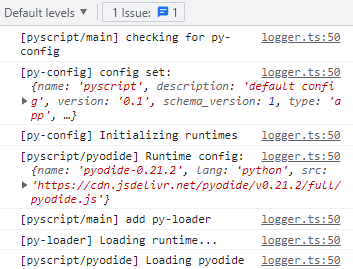 Default levels ▾ 1 Issue: 1
[pyscript/main] checking for py- logger.ts:50
config
[py-config] config set: logger.ts:50
{name: 'pyscript', description: 'default confi
g', version: '0.1', schema_version: 1, type: 'a
pp', …}
[py-config] Initializing runtimes logger.ts:50
[pyscript/pyodide] Runtime config: logger.ts:50
{name: 'pyodide-0.21.2', lang: 'python', src:
'https://cdn.jsdelivr.net/pyodide/v0.21.2/full/
pyodide.js'}
[pyscript/main] add py-loader logger.ts:50
[py-loader] Loading runtime... logger.ts:50
[pyscript/pyodide] Loading pyodide logger.ts:50